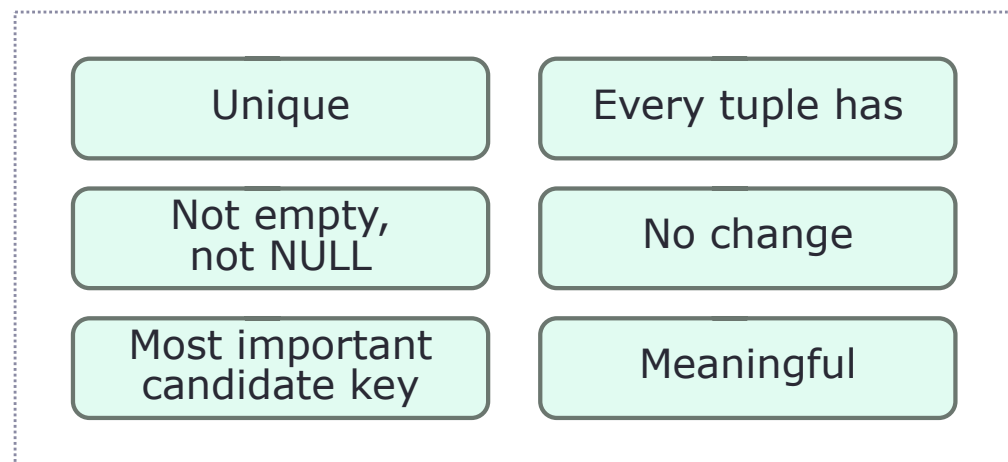 Unique
Every tuple has
Not empty,
not NULL
No change
Most important
candidate key
Meaningful